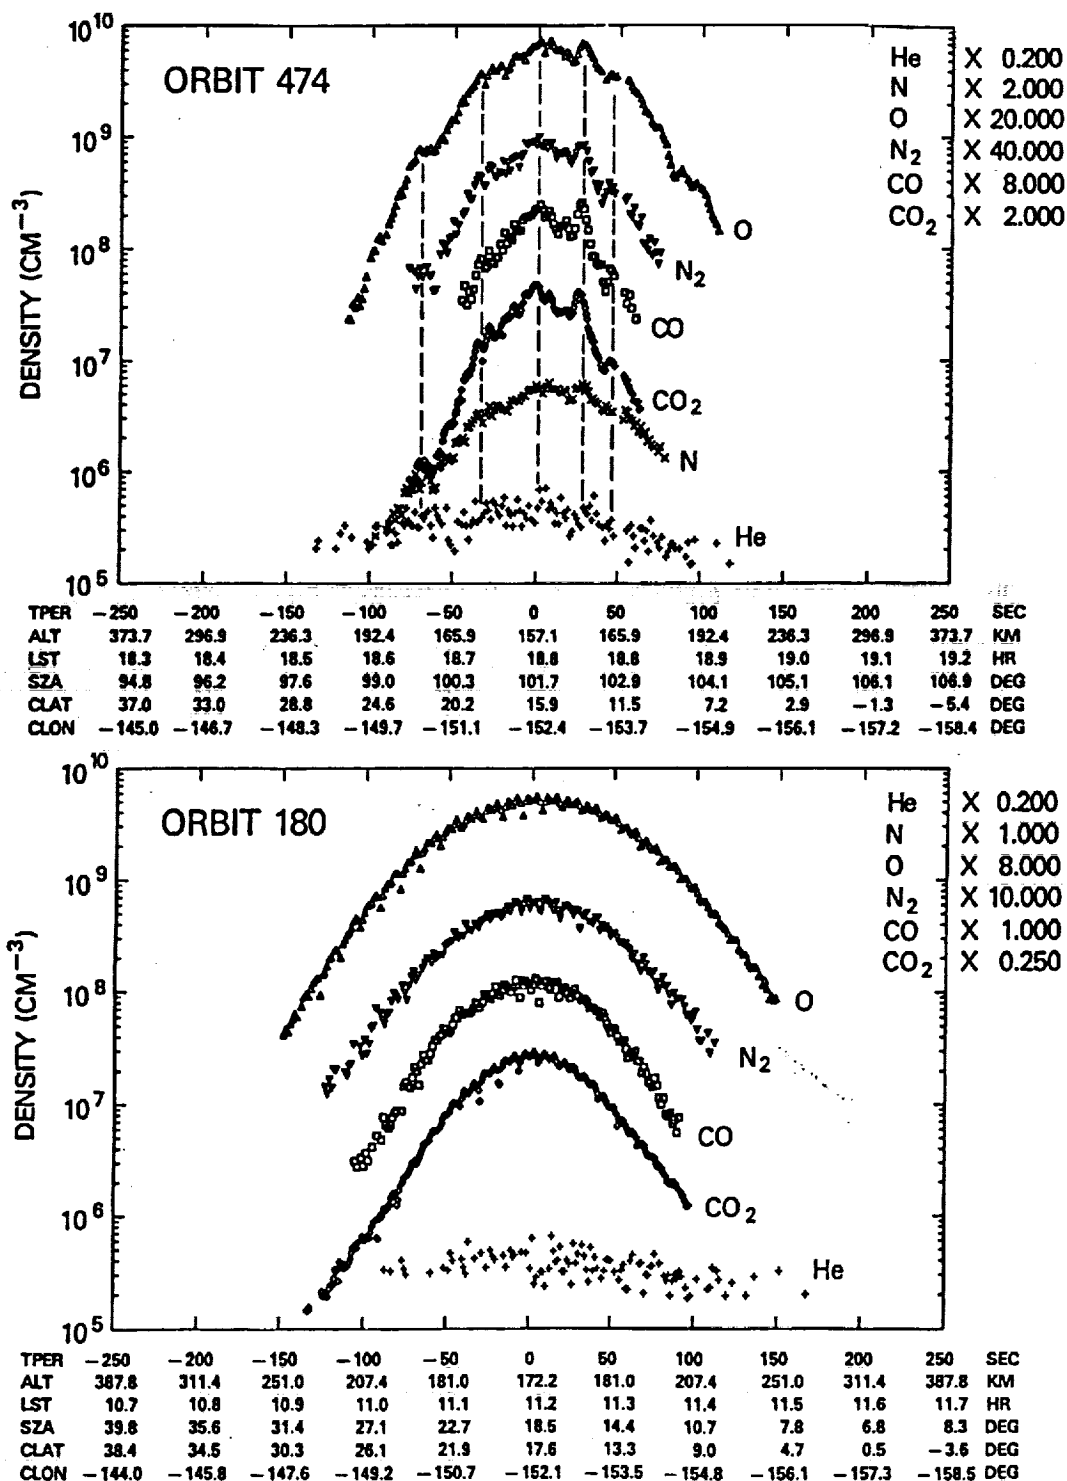 10^10
ORBIT 474
He X 0.200
N X 2.000
O X 20.000
N2 X 40.000
CO X 8.000
CO2 X 2.000
10^9
10^8
10^7
10^6
10^5
DENSITY (CM−3)
O
N2
CO
CO2
N
He
TPER −250 −200 −150 −100 −50 0 50 100 150 200 250 SEC
ALT 373.7 296.9 236.3 192.4 165.9 157.1 165.9 192.4 236.3 296.9 373.7 KM
LST 18.3 18.4 18.5 18.6 18.7 18.8 18.8 18.9 19.0 19.1 19.2 HR
SZA 94.8 96.2 97.6 99.0 100.3 101.7 102.9 104.1 105.1 106.1 106.9 DEG
CLAT 37.0 33.0 28.8 24.6 20.2 15.9 11.5 7.2 2.9 −1.3 −5.4 DEG
CLON −145.0 −146.7 −148.3 −149.7 −151.1 −152.4 −153.7 −154.9 −156.1 −157.2 −158.4 DEG
10^10
ORBIT 180
He X 0.200
N X 1.000
O X 8.000
N2 X 10.000
CO X 1.000
CO2 X 0.250
10^9
10^8
10^7
10^6
10^5
DENSITY (CM−3)
O
N2
CO
CO2
He
TPER −250 −200 −150 −100 −50 0 50 100 150 200 250 SEC
ALT 387.8 311.4 251.0 207.4 181.0 172.2 181.0 207.4 251.0 311.4 387.8 KM
LST 10.7 10.8 10.9 11.0 11.1 11.2 11.3 11.4 11.5 11.6 11.7 HR
SZA 39.8 35.6 31.4 27.1 22.7 18.5 14.4 10.7 7.8 6.8 8.3 DEG
CLAT 38.4 34.5 30.3 26.1 21.9 17.6 13.3 9.0 4.7 0.5 −3.6 DEG
CLON −144.0 −145.8 −147.6 −149.2 −150.7 −152.1 −153.5 −154.8 −156.1 −157.3 −158.5 DEG